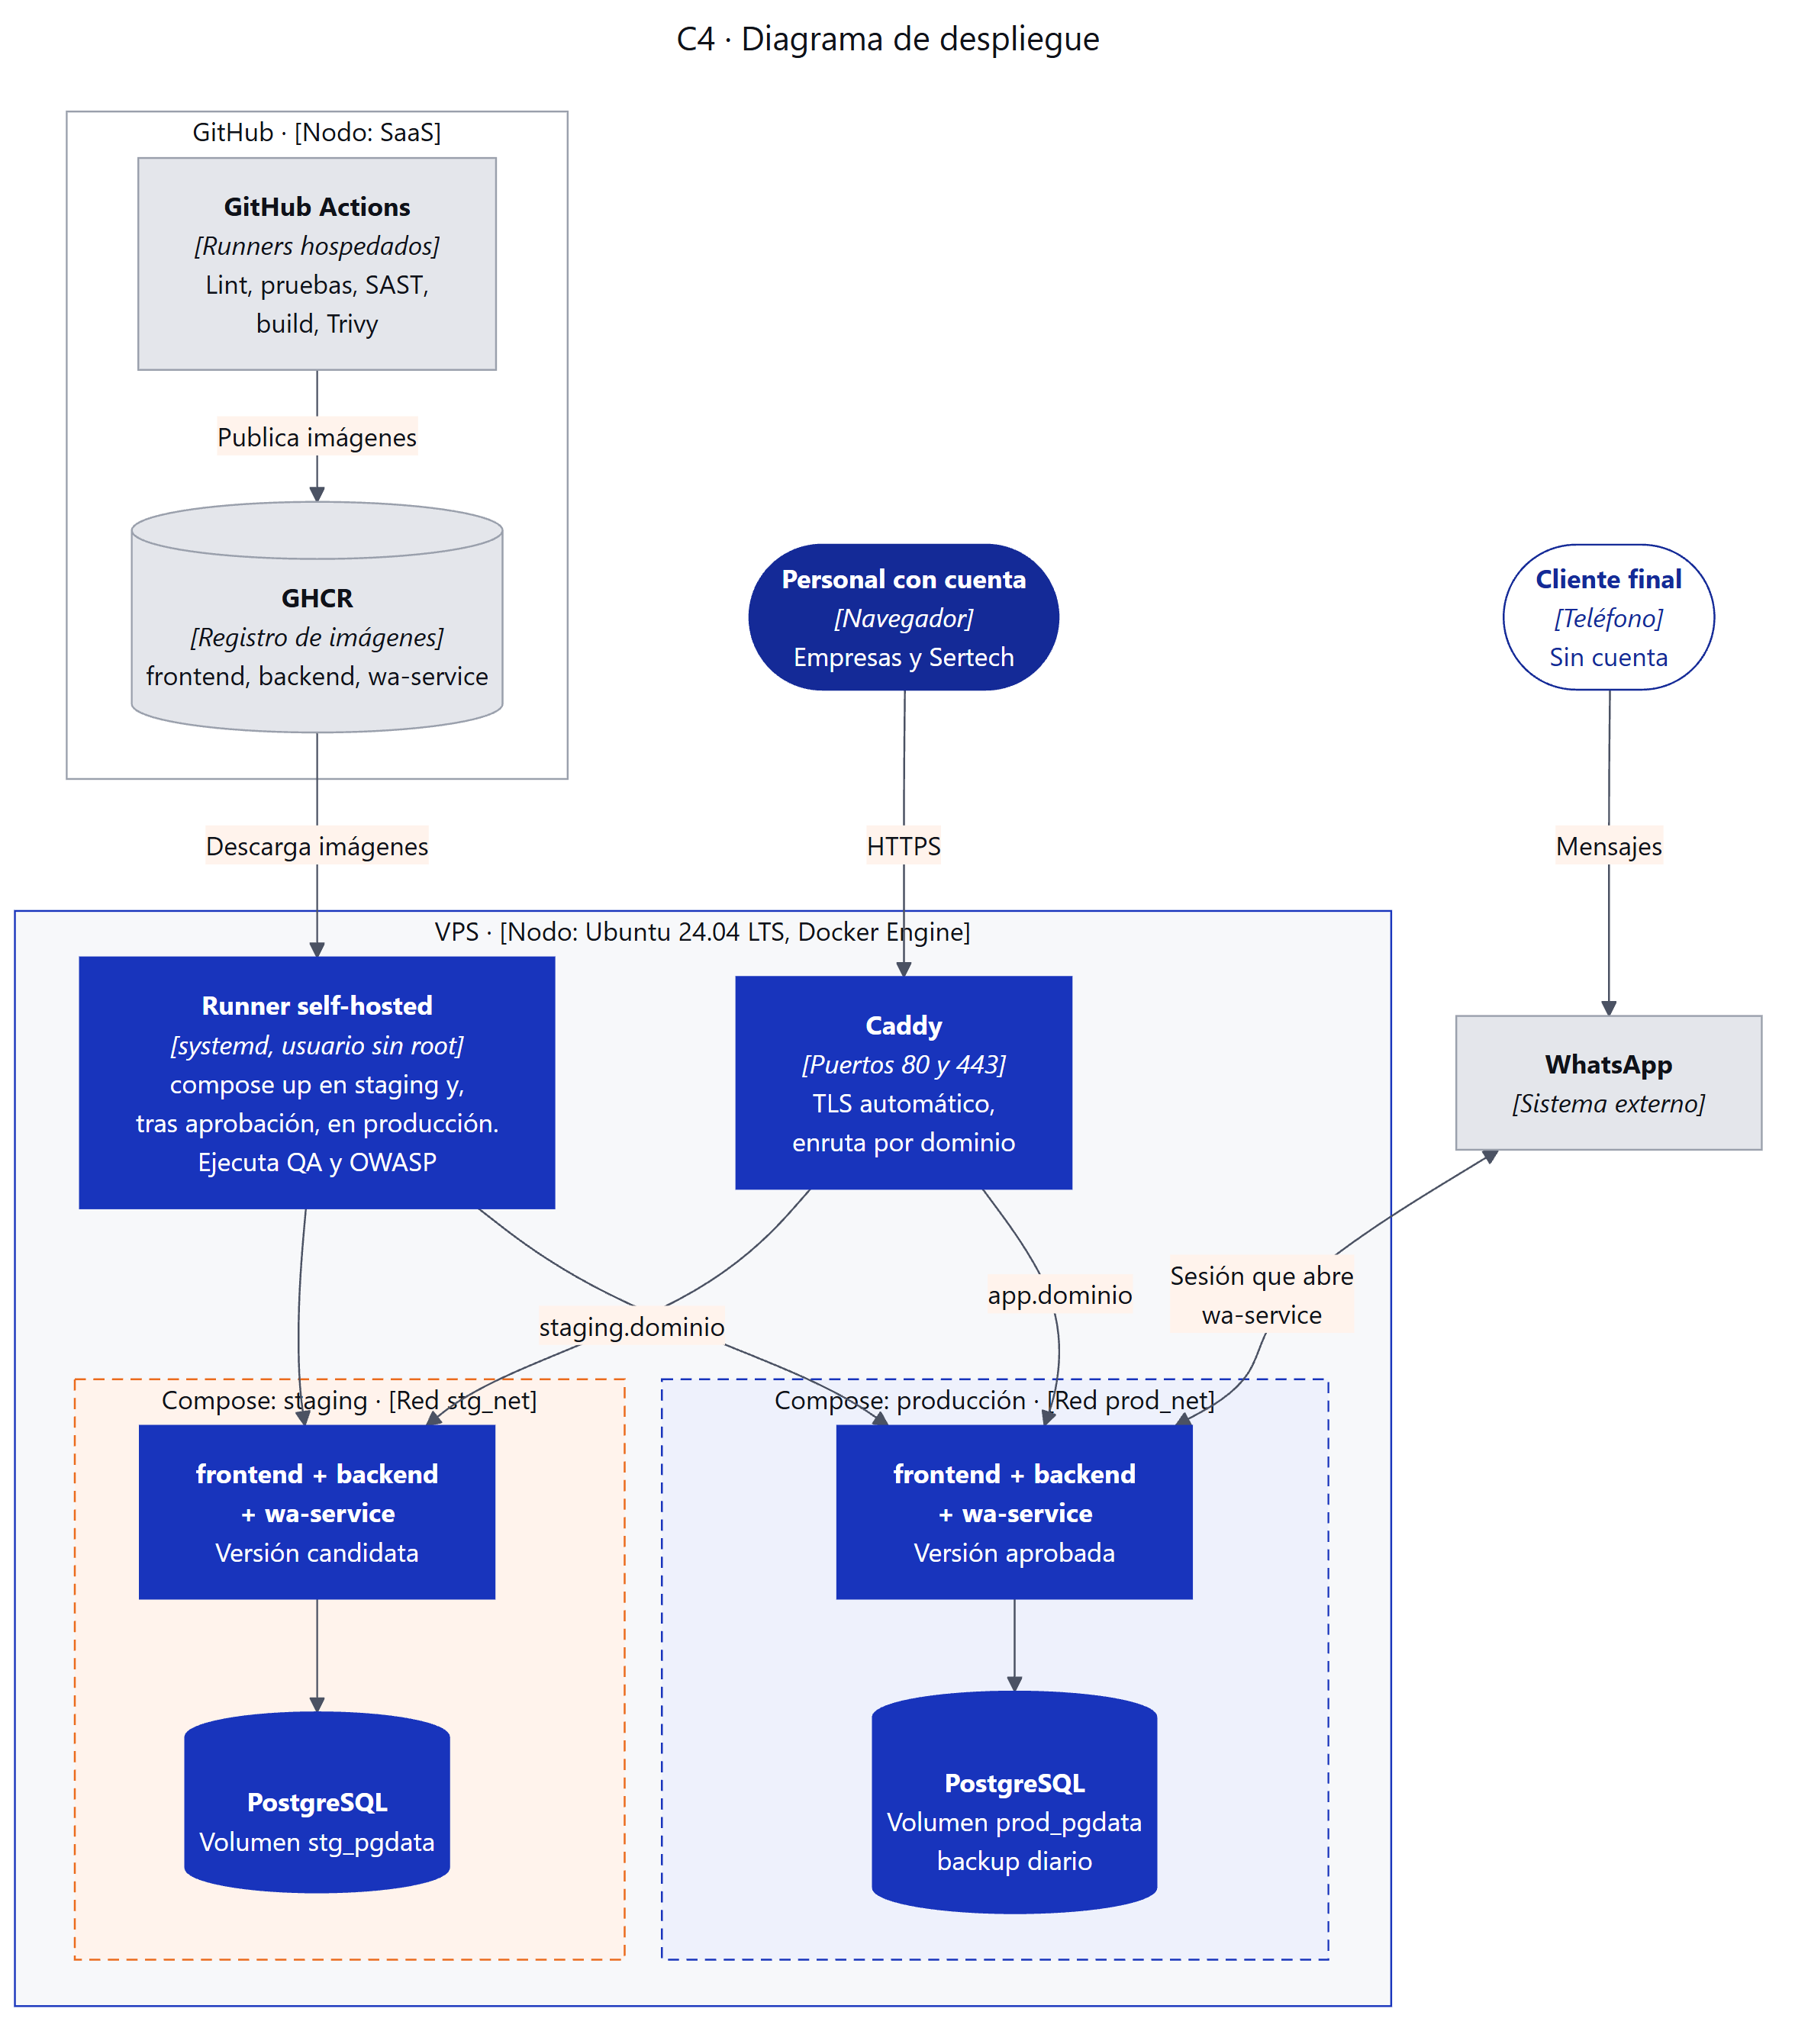 C4 · Diagrama de despliegue
GitHub · [Nodo: SaaS]
GitHub Actions
[Runners hospedados]
Lint, pruebas, SAST,
build, Trivy
Publica imágenes
GHCR
[Registro de imágenes]
frontend, backend, wa-service
Personal con cuenta
[Navegador]
Empresas y Sertech
Cliente final
[Teléfono]
Sin cuenta
Descarga imágenes
HTTPS
Mensajes
VPS · [Nodo: Ubuntu 24.04 LTS, Docker Engine]
Runner self-hosted
[systemd, usuario sin root]
compose up en staging y,
tras aprobación, en producción.
Ejecuta QA y OWASP
Caddy
[Puertos 80 y 443]
TLS automático,
enruta por dominio
WhatsApp
[Sistema externo]
staging.dominio
app.dominio
Sesión que abre
wa-service
Compose: staging · [Red stg_net]
frontend + backend
+ wa-service
Versión candidata
PostgreSQL
Volumen stg_pgdata
Compose: producción · [Red prod_net]
frontend + backend
+ wa-service
Versión aprobada
PostgreSQL
Volumen prod_pgdata
backup diario